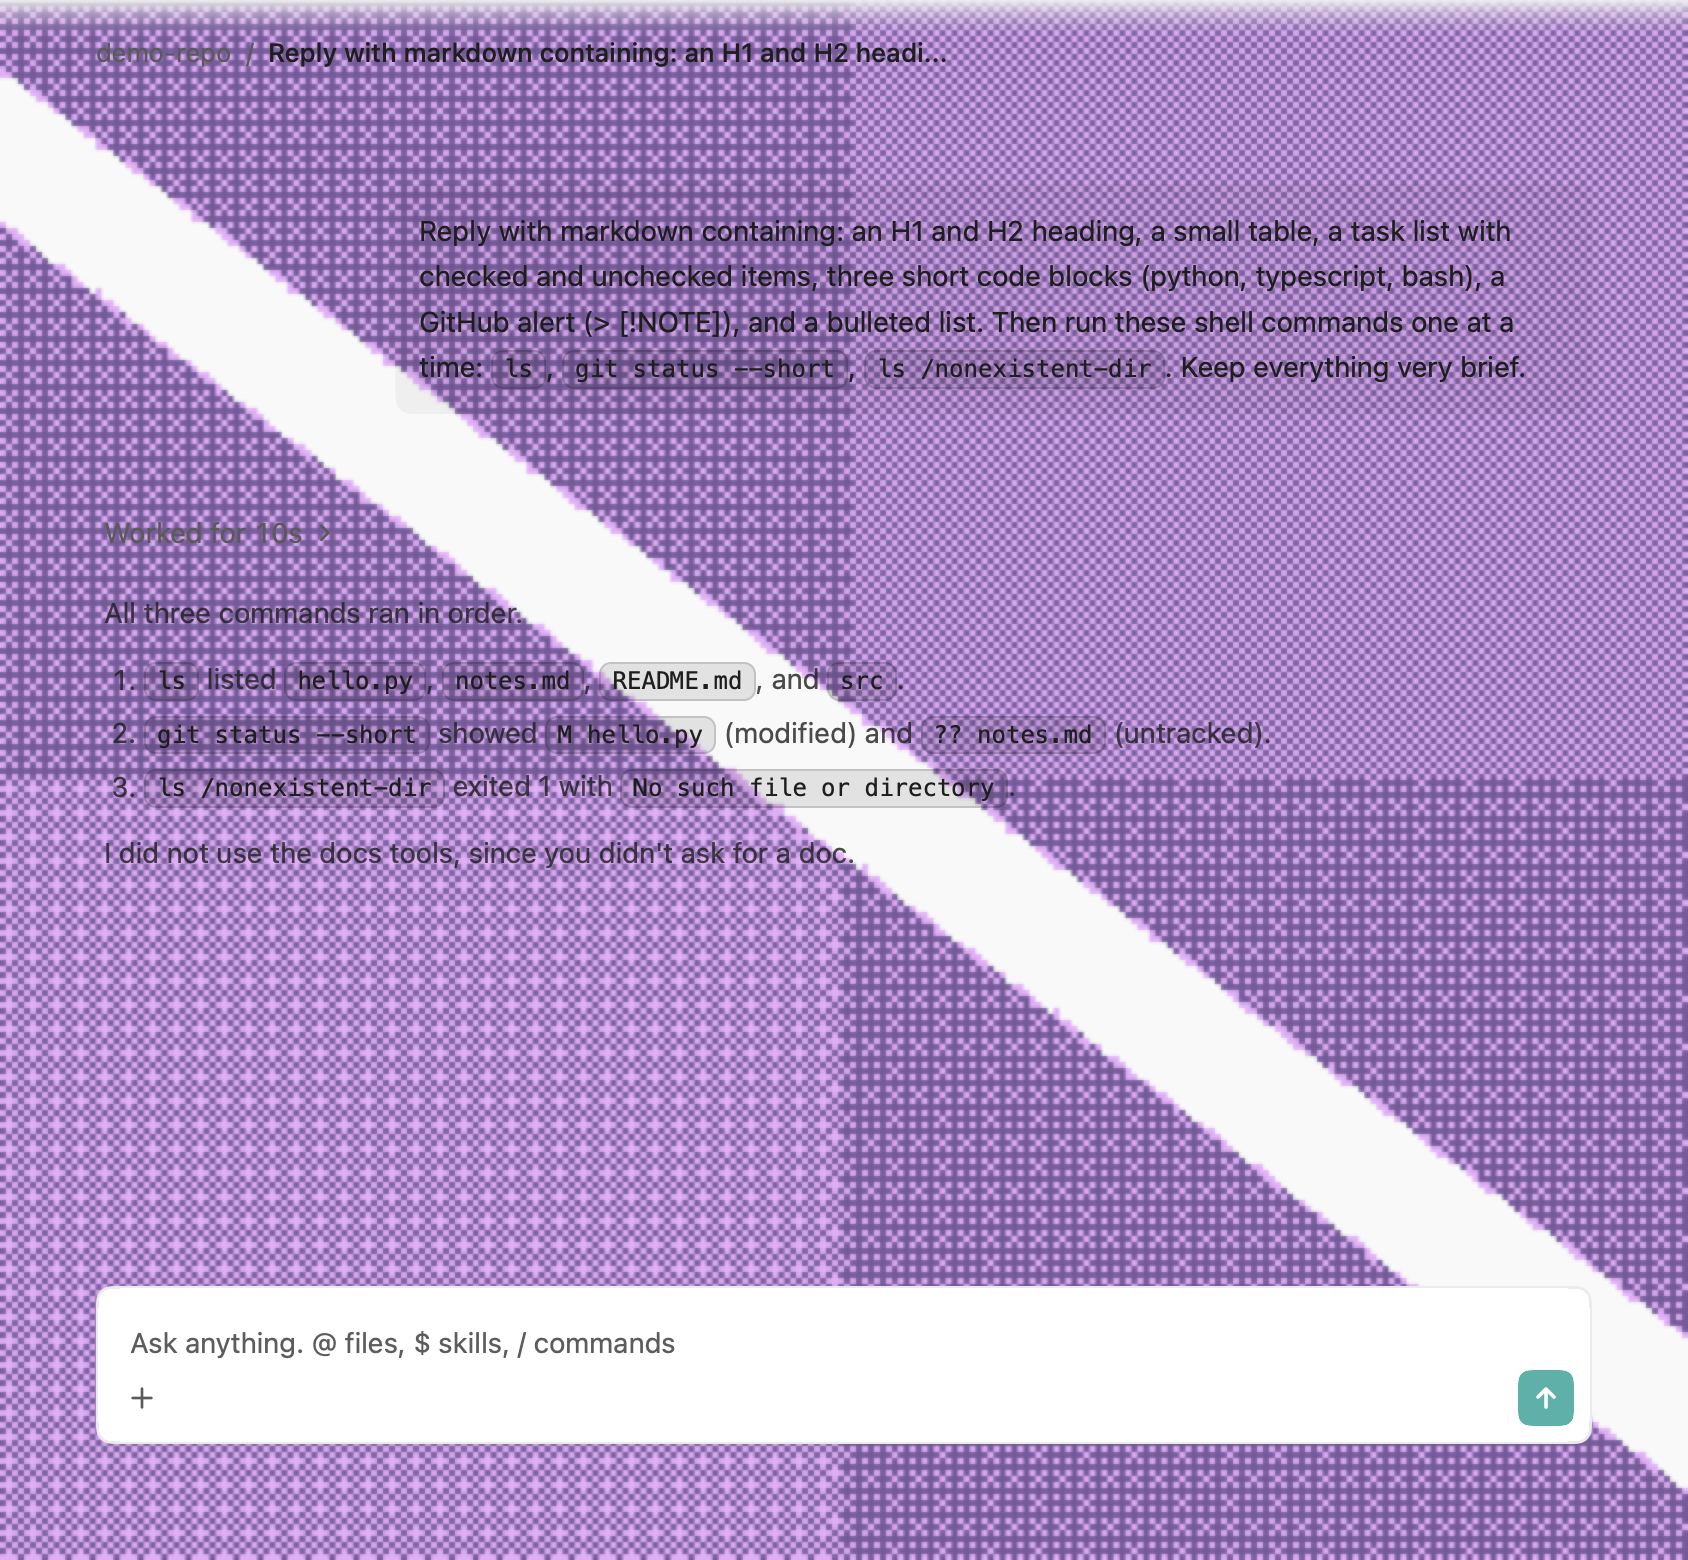 demo-repo / Reply with markdown containing: an H1 and H2 headi...
Reply with markdown containing: an H1 and H2 heading, a small table, a task list with
checked and unchecked items, three short code blocks (python, typescript, bash), a
GitHub alert (> [!NOTE]), and a bulleted list. Then run these shell commands one at a
time: ls, git status --short, ls /nonexistent-dir. Keep everything very brief.
Worked for 10s >
All three commands ran in order.
1. ls listed hello.py, notes.md, README.md, and src.
2. git status --short showed M hello.py (modified) and ?? notes.md (untracked).
3. ls /nonexistent-dir exited 1 with No such file or directory.
I did not use the docs tools, since you didn't ask for a doc.
Ask anything. @ files, $ skills, / commands